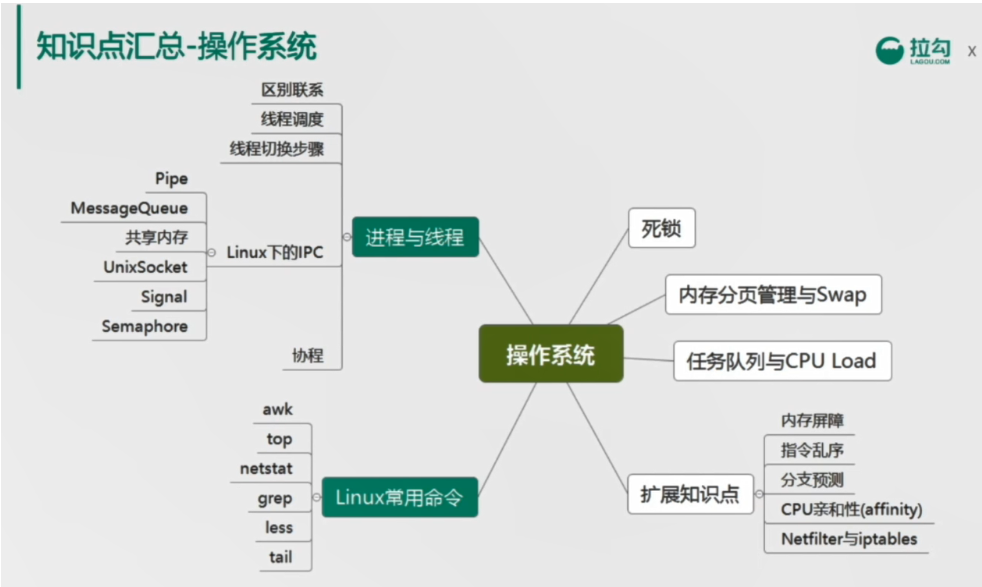 知识点汇总-操作系统
拉勾
LAGOU.COM
x
区别联系
线程调度
线程切换步骤
Pipe
MessageQueue
共享内存
UnixSocket
Signal
Semaphore
Linux下的IPC
协程
进程与线程
awk
top
netstat
grep
less
tail
Linux常用命令
操作系统
死锁
内存分页管理与Swap
任务队列与CPU Load
扩展知识点
内存屏障
指令乱序
分支预测
CPU亲和性(affinity)
Netfilter与iptables